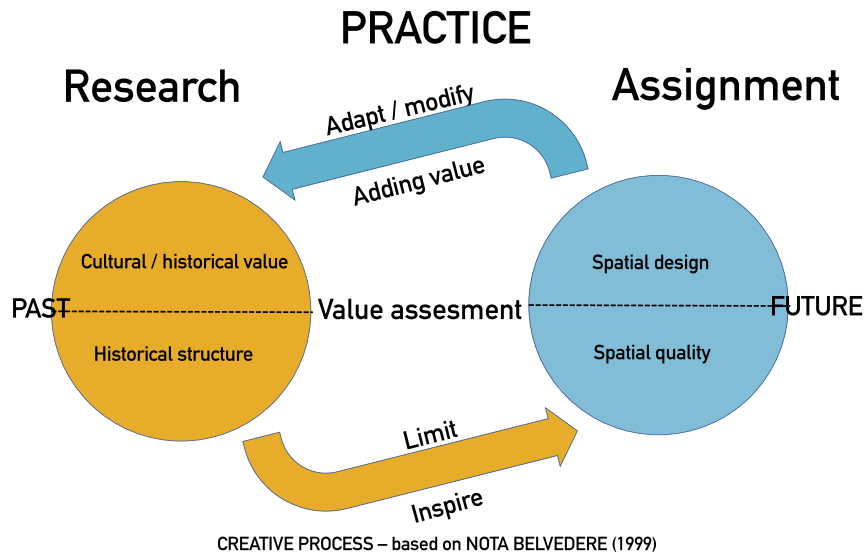 PRACTICE
Research
Assignment
Adapt / modify
Adding value
Cultural / historical value
Spatial design
PAST
Value assesment
FUTURE
Historical structure
Spatial quality
Limit
Inspire
CREATIVE PROCESS – based on NOTA BELVEDERE (1999)